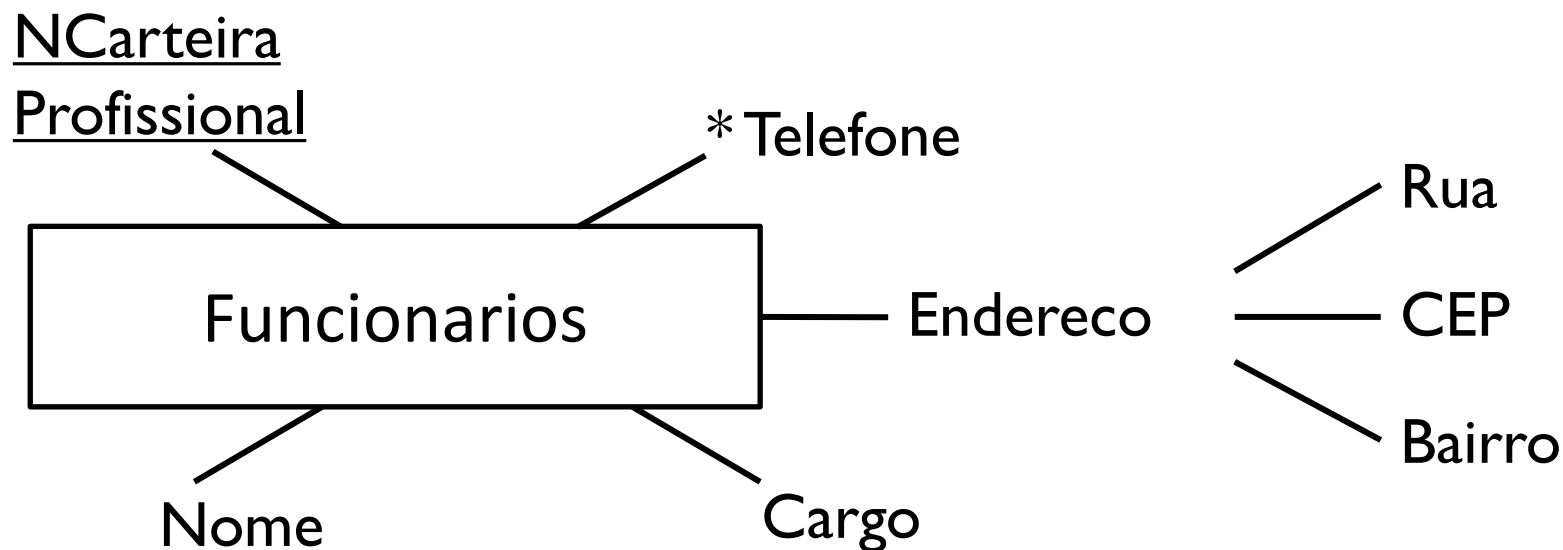 NCarteira
Profissional
* Telefone
Rua
Funcionarios
Endereco
CEP
Bairro
Nome
Cargo